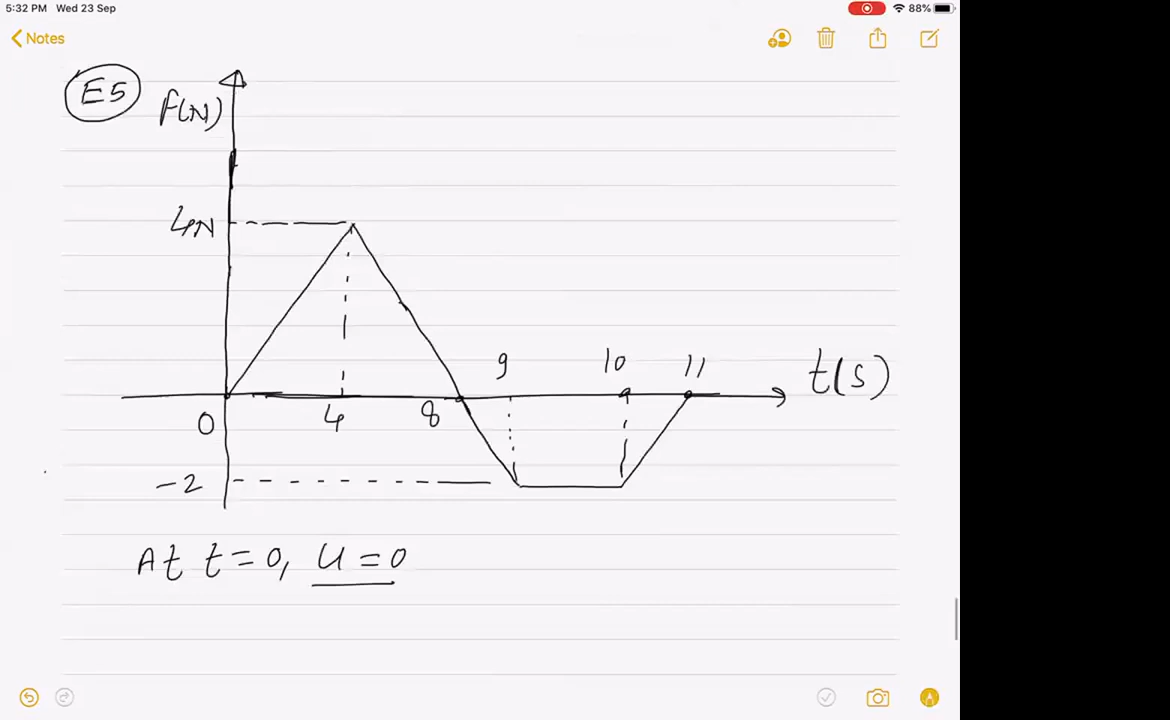 5:32 PM Wed 23 Sep 88%
Notes
E5 F(N)
4N
9 10 11 t(s)
0 4 8
-2
At t=0, u=0